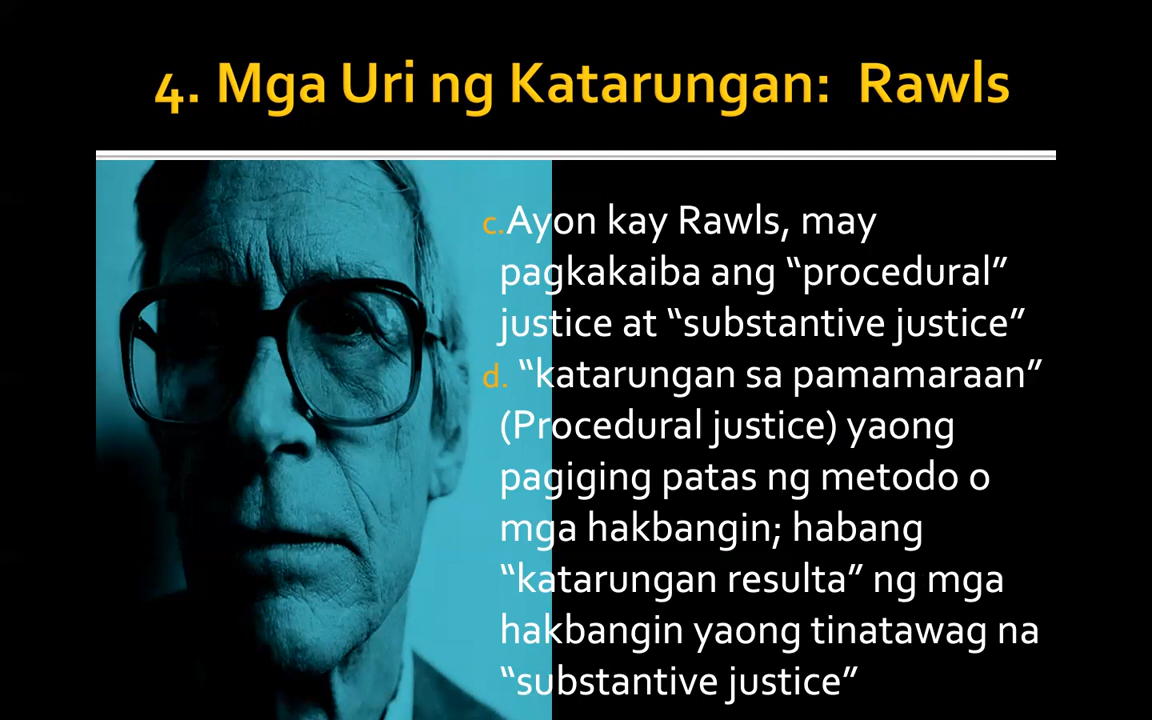 4. Mga Uri ng Katarungan: Rawls
c.Ayon kay Rawls, may
pagkakaiba ang “procedural”
justice at “substantive justice”
d. “katarungan sa pamamaraan”
(Procedural justice) yaong
pagiging patas ng metodo o
mga hakbangin; habang
“katarungan resulta” ng mga
hakbangin yaong tinatawag na
“substantive justice”